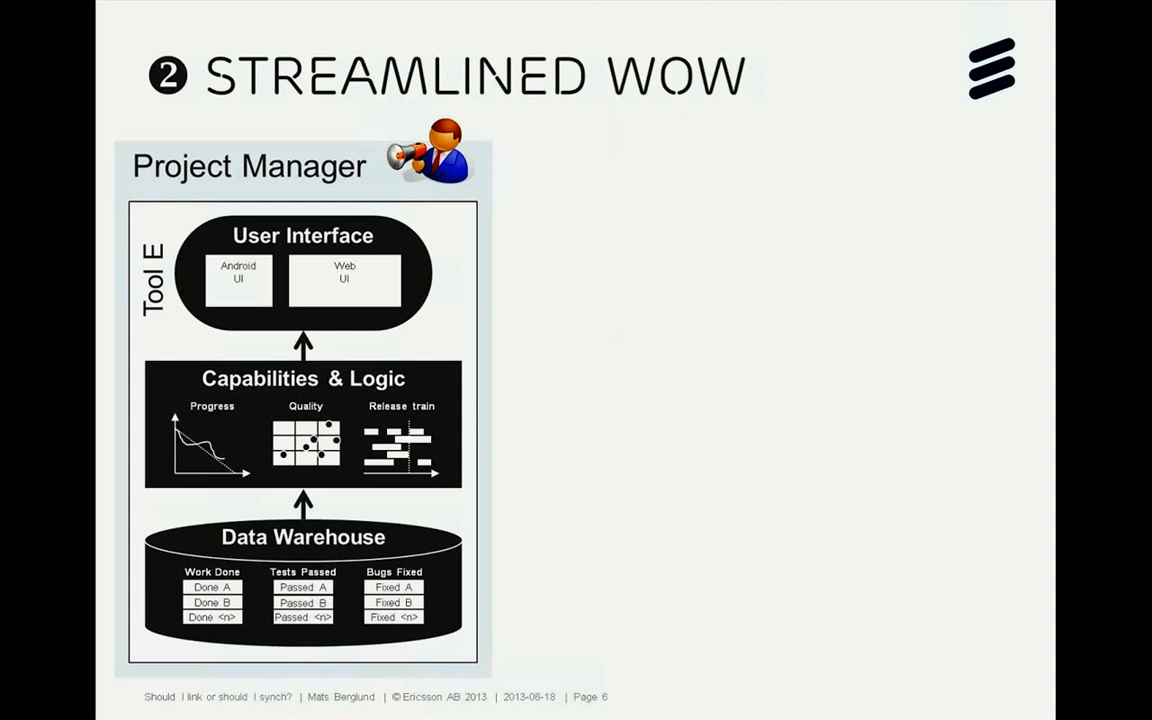 2 STREAMLINED WOW
Project Manager
Tool E
User Interface
Android UI
Web UI
Capabilities & Logic
Progress
Quality
Release train
Data Warehouse
Work Done
Done A
Done B
Done <n>
Tests Passed
Passed A
Passed B
Passed <n>
Bugs Fixed
Fixed A
Fixed B
Fixed <n>
Should I link or should I synch? | Mats Berglund | © Ericsson AB 2013 | 2013-06-18 | Page 6